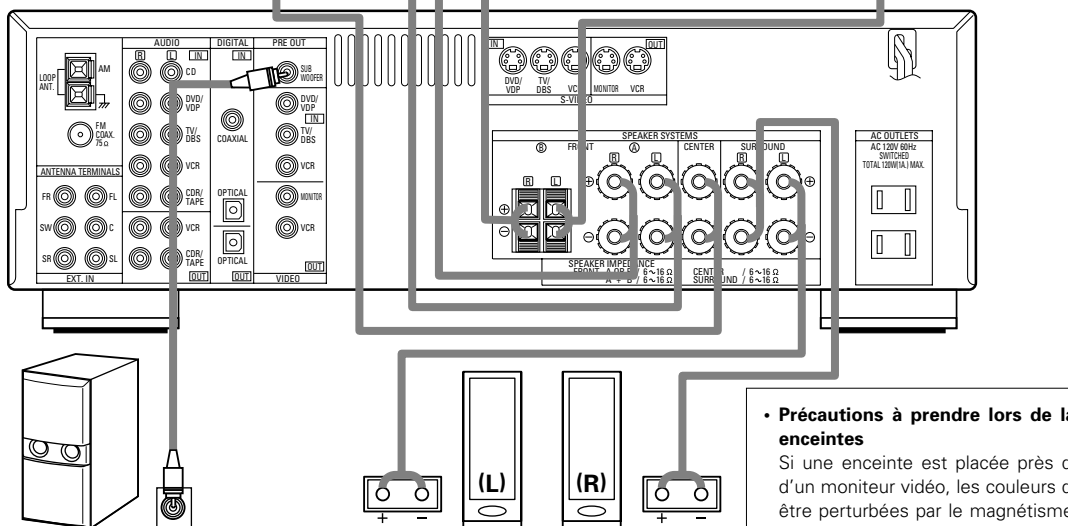 AUDIO DIGITAL PRE OUT
R L IN IN
LOOP ANT. AM
CD
SUB WOOFER
DVD/ VDP
DVD/ VDP
IN
FM COAX. 75Ω
TV/ DBS
COAXIAL
TV/ DBS
VCR
VCR
ANTENNA TERMINALS
FR FL
CDR/ TAPE
OPTICAL
MONITOR
SW C
VCR
VCR
SR SL
CDR/ TAPE
OPTICAL
OUT
EXT. IN
OUT OUT VIDEO
IN OUT
DVD/ VDP
TV/ DBS
VCR
MONITOR
VCR
S-VIDEO
SPEAKER SYSTEMS
B FRONT A CENTER SURROUND
R L R L R L
⊕ ⊕ ⊕
⊖ ⊖ ⊖
SPEAKER IMPEDANCE
FRONT A OR B / 6~16 Ω
A + B / 6~16 Ω
CENTER / 6~16 Ω
SURROUND / 6~16 Ω
AC OUTLETS
AC 120V 60Hz
SWITCHED
TOTAL 120W(1A.) MAX.
(L) (R)
+ − + −
• Précautions à prendre lors de la
enceintes
Si une enceinte est placée près d
d'un moniteur vidéo, les couleurs d
être perturbées par le magnétisme